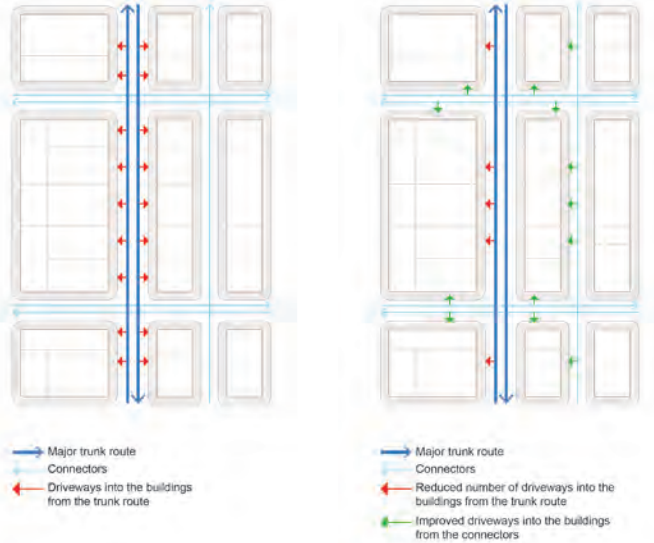 Major trunk route
Connectors
Driveways into the buildings
from the trunk route
Major trunk route
Connectors
Reduced number of driveways into the
buildings from the trunk route
Improved driveways into the buildings
from the connectors